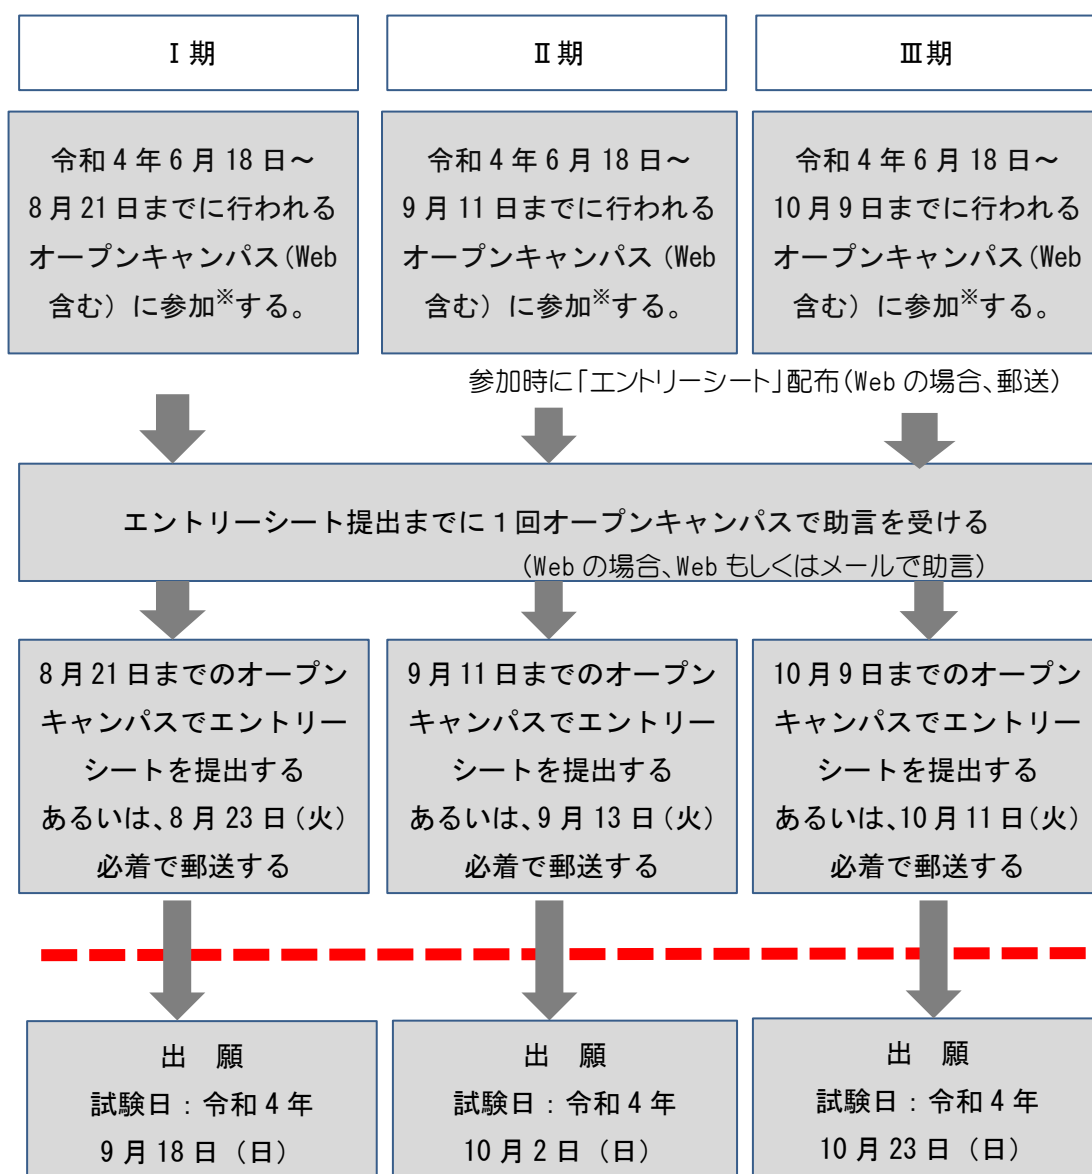 Ⅰ期
Ⅱ期
Ⅲ期
令和4年6月18日～
8月21日までに行われる
オープンキャンパス（Web
含む）に参加※する。
令和4年6月18日～
9月11日までに行われる
オープンキャンパス（Web
含む）に参加※する。
令和4年6月18日～
10月9日までに行われる
オープンキャンパス（Web
含む）に参加※する。
参加時に「エントリーシート」配布（Webの場合、郵送）
エントリーシート提出までに1回オープンキャンパスで助言を受ける
（Webの場合、Webもしくはメールで助言）
8月21日までのオープン
キャンパスでエントリー
シートを提出する
あるいは、8月23日（火）
必着で郵送する
9月11日までのオープン
キャンパスでエントリー
シートを提出する
あるいは、9月13日（火）
必着で郵送する
10月9日までのオープン
キャンパスでエントリー
シートを提出する
あるいは、10月11日（火）
必着で郵送する
出　願
試験日：令和4年
9月18日（日）
出　願
試験日：令和4年
10月2日（日）
出　願
試験日：令和4年
10月23日（日）